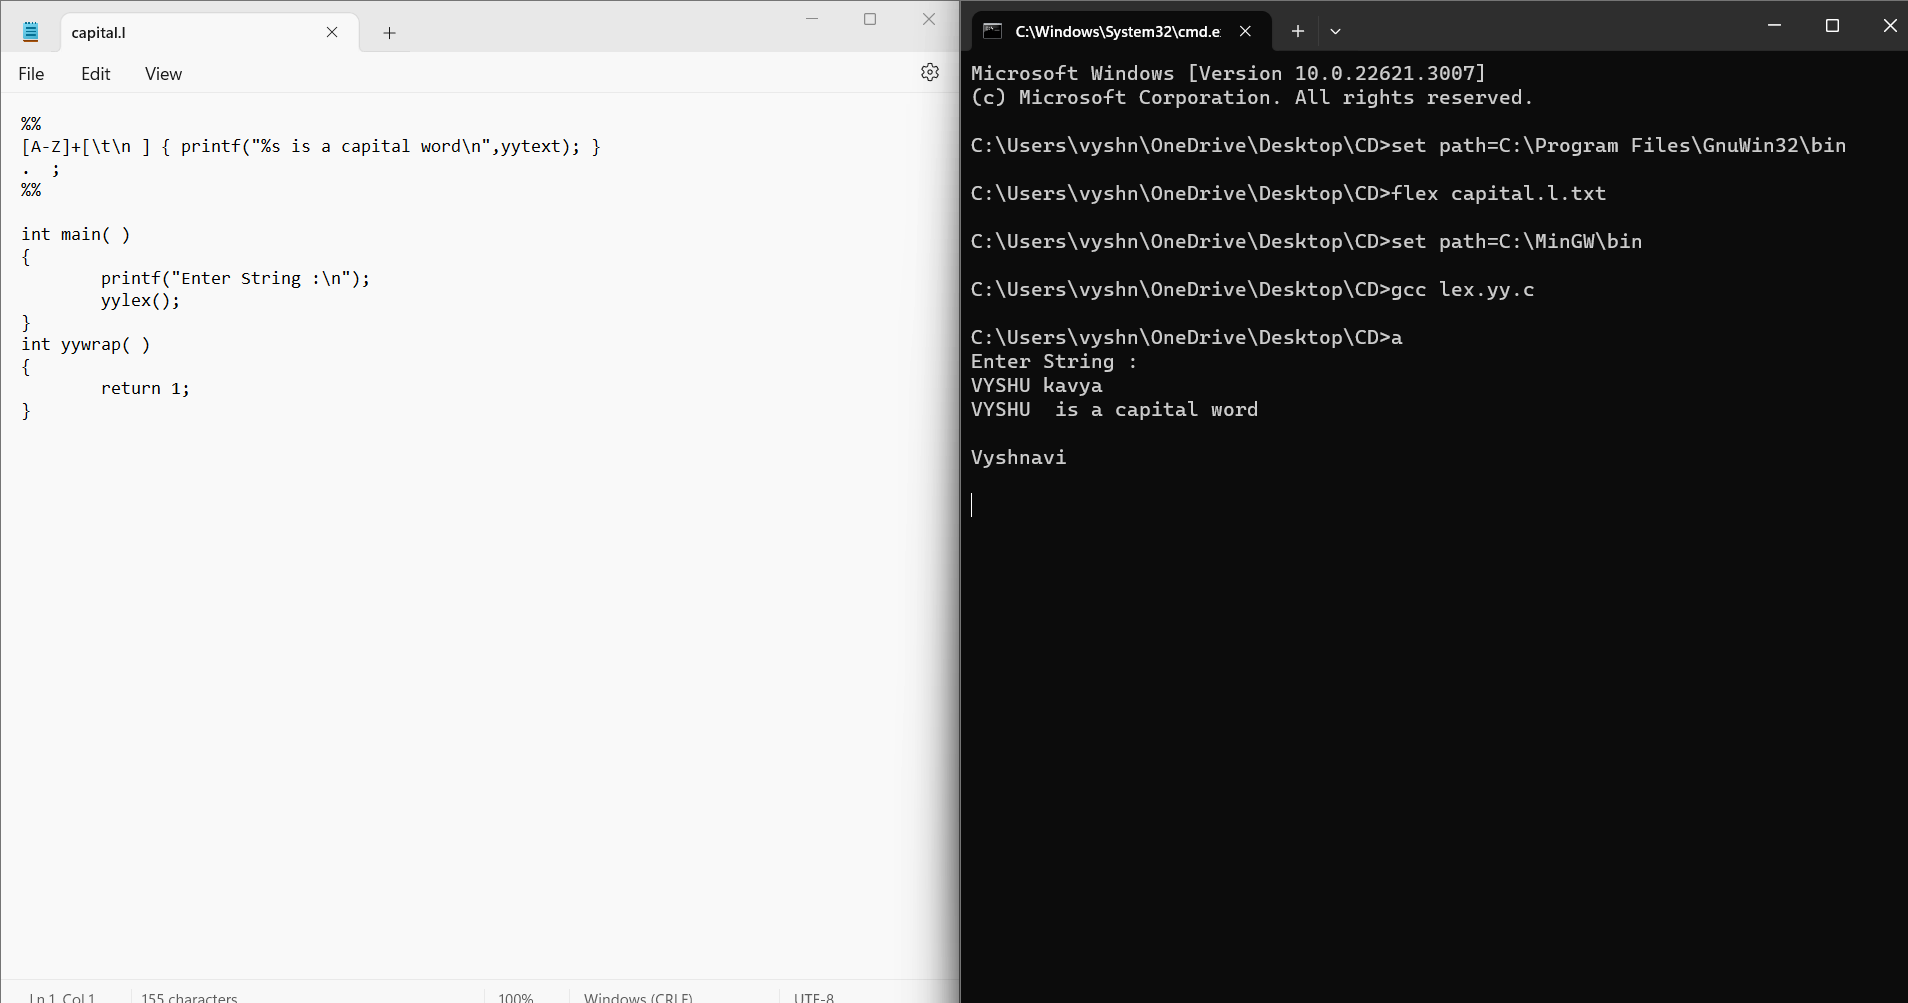 capital.l
File Edit View
%%
[A-Z]+[\t\n ] { printf("%s is a capital word\n",yytext); }
. ;
%%
int main( )
{
printf("Enter String :\n");
yylex();
}
int yywrap( )
{
return 1;
}
Ln 1, Col 1 155 characters 100% Windows (CRLF) UTF-8
C:\Windows\System32\cmd.e
Microsoft Windows [Version 10.0.22621.3007]
(c) Microsoft Corporation. All rights reserved.
C:\Users\vyshn\OneDrive\Desktop\CD>set path=C:\Program Files\GnuWin32\bin
C:\Users\vyshn\OneDrive\Desktop\CD>flex capital.l.txt
C:\Users\vyshn\OneDrive\Desktop\CD>set path=C:\MinGW\bin
C:\Users\vyshn\OneDrive\Desktop\CD>gcc lex.yy.c
C:\Users\vyshn\OneDrive\Desktop\CD>a
Enter String :
VYSHU kavya
VYSHU  is a capital word
Vyshnavi